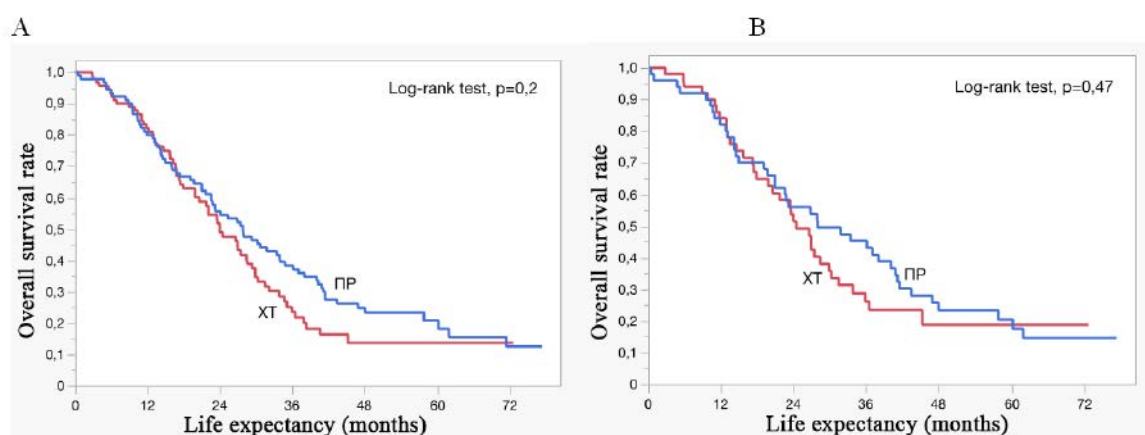 A
Overall survival rate
1,0
0,9
0,8
0,7
0,6
0,5
0,4
0,3
0,2
0,1
0
Log-rank test, p=0,2
ПР
ХТ
0 12 24 36 48 60 72
Life expectancy (months)
B
Overall survival rate
1,0
0,9
0,8
0,7
0,6
0,5
0,4
0,3
0,2
0,1
0
Log-rank test, p=0,47
ПР
ХТ
0 12 24 36 48 60 72
Life expectancy (months)